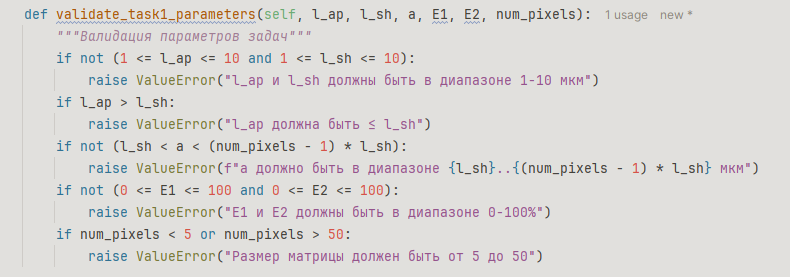 def validate_task1_parameters(self, l_ap, l_sh, a, E1, E2, num_pixels): 1 usage new *
"""Валидация параметров задач"""
if not (1 <= l_ap <= 10 and 1 <= l_sh <= 10):
raise ValueError("l_ap и l_sh должны быть в диапазоне 1-10 мкм")
if l_ap > l_sh:
raise ValueError("l_ap должна быть ≤ l_sh")
if not (l_sh < a < (num_pixels - 1) * l_sh):
raise ValueError(f"a должно быть в диапазоне {l_sh}..{(num_pixels - 1) * l_sh} мкм")
if not (0 <= E1 <= 100 and 0 <= E2 <= 100):
raise ValueError("E1 и E2 должны быть в диапазоне 0-100%")
if num_pixels < 5 or num_pixels > 50:
raise ValueError("Размер матрицы должен быть от 5 до 50")